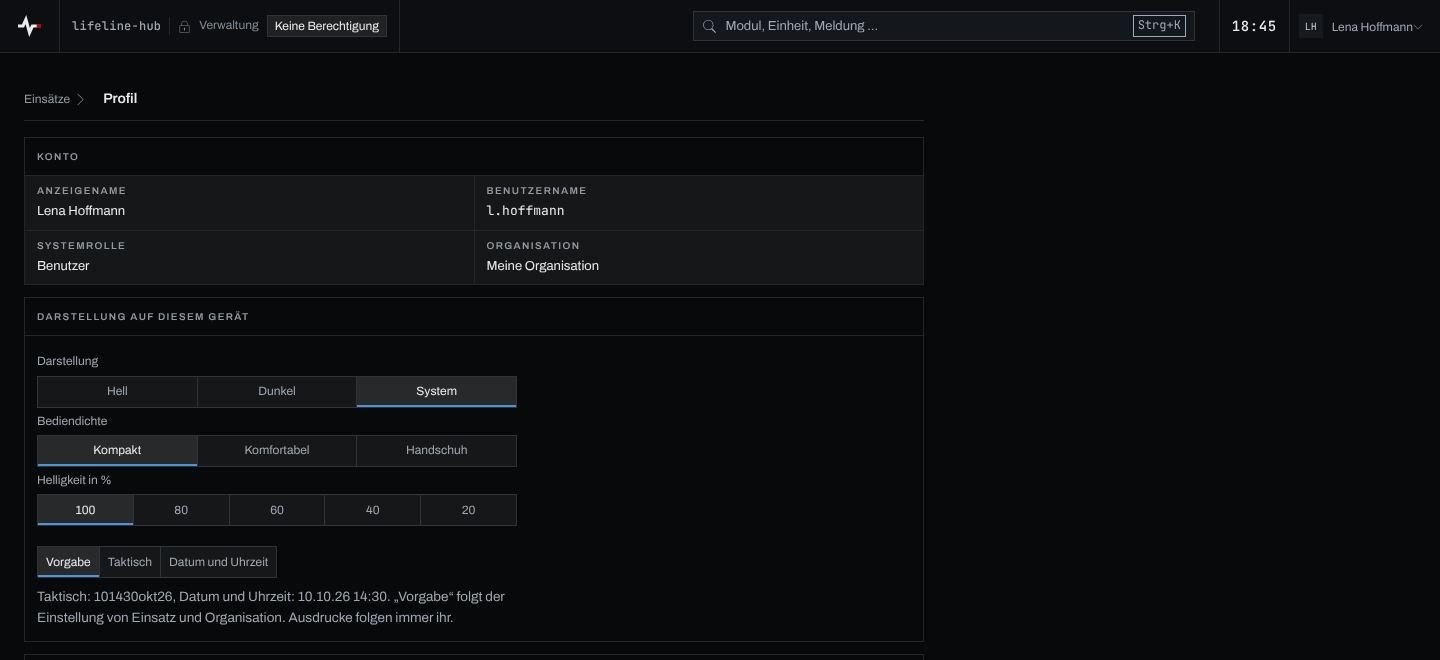 lifeline-hub
Verwaltung
Keine Berechtigung
Modul, Einheit, Meldung ...
Strg+K
18:45
LH
Lena Hoffmann
Einsätze
Profil
KONTO
ANZEIGENAME
Lena Hoffmann
BENUTZERNAME
l.hoffmann
SYSTEMROLLE
Benutzer
ORGANISATION
Meine Organisation
DARSTELLUNG AUF DIESEM GERÄT
Darstellung
Hell
Dunkel
System
Bediendichte
Kompakt
Komfortabel
Handschuh
Helligkeit in %
100
80
60
40
20
Vorgabe
Taktisch
Datum und Uhrzeit
Taktisch: 101430okt26, Datum und Uhrzeit: 10.10.26 14:30. „Vorgabe“ folgt der
Einstellung von Einsatz und Organisation. Ausdrucke folgen immer ihr.